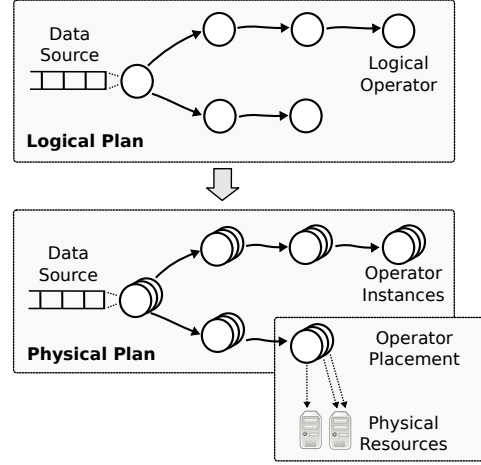 Data
Source
Logical
Operator
Logical Plan
Data
Source
Operator
Instances
Physical Plan
Operator
Placement
Physical
Resources